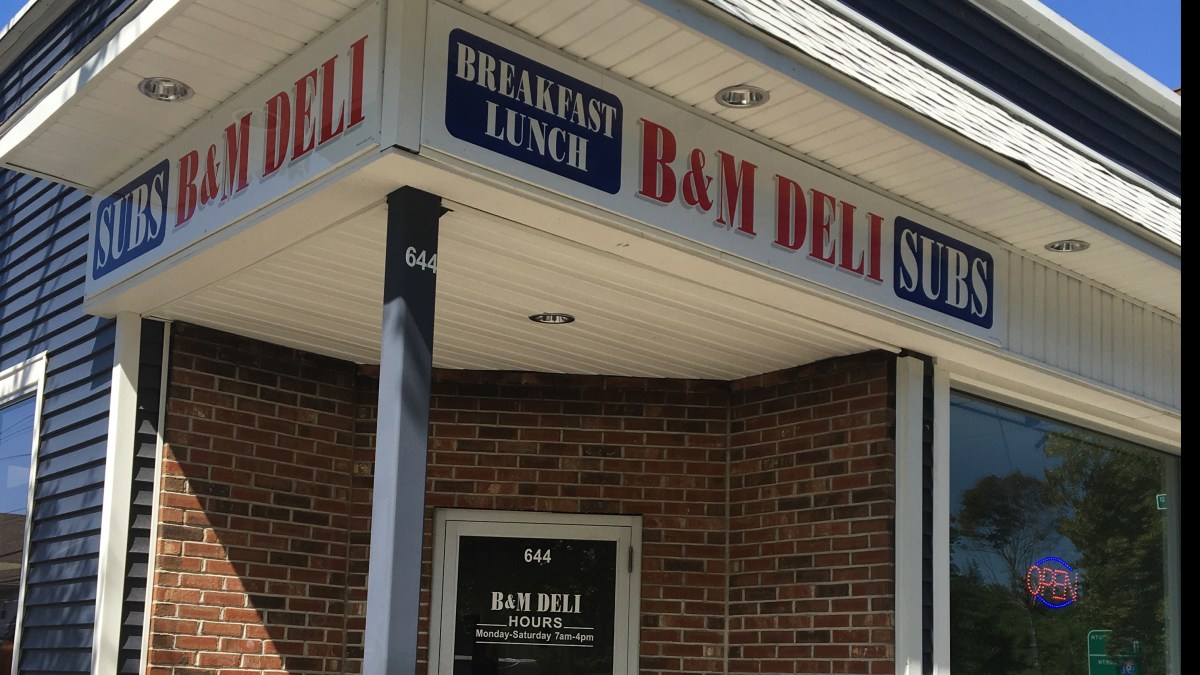 SUBS
B&M DELI
BREAKFAST
LUNCH
B&M DELI
SUBS
644
644
B&M DELI
HOURS
Monday-Saturday 7am-4pm
OPEN